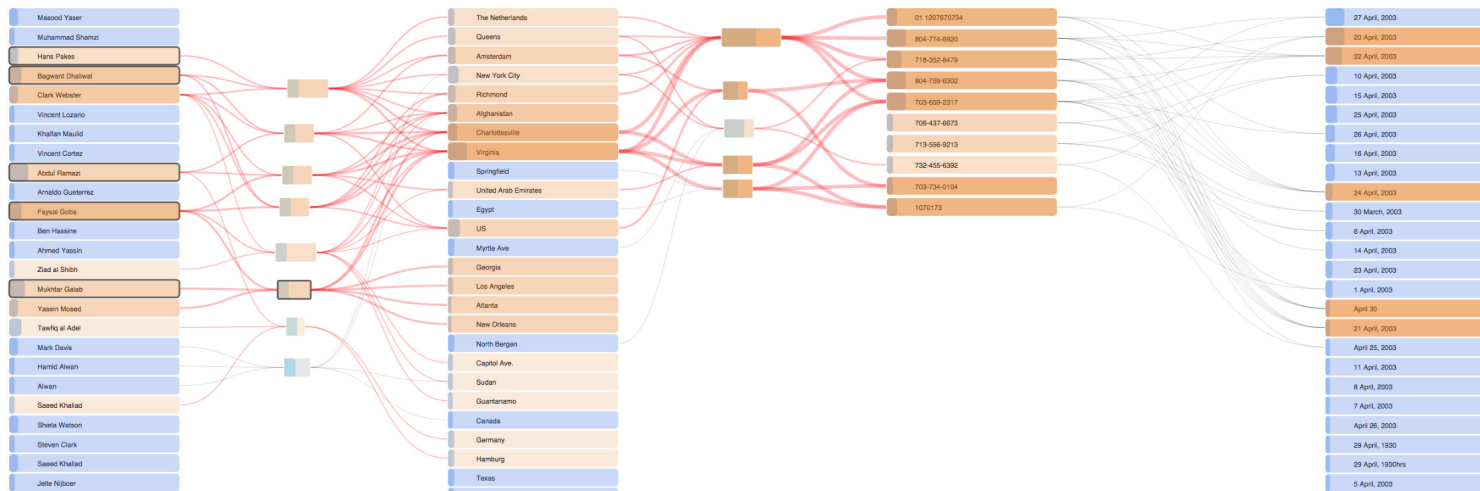 Masood Yaser
Muhammad Shamzi
Hans Pakes
Bagwant Dhaliwal
Clark Webster
Vincent Lozario
Khalfan Maulid
Vincent Cortez
Abdul Ramazi
Arnaldo Gueterrez
Faysal Goba
Ben Hassine
Ahmed Yassin
Ziad al Shibh
Mukhtar Galab
Yasein Mosed
Tawfiq al Adel
Mark Davis
Hamid Alwan
Alwan
Saeed Khaliad
Shiela Watson
Steven Clark
Saeed Khallad
Jelte Nijboer
The Netherlands
Queens
Amsterdam
New York City
Richmond
Afghanistan
Charlottesville
Virginia
Springfield
United Arab Emirates
Egypt
US
Myrtle Ave
Georgia
Los Angeles
Atlanta
New Orleans
North Bergen
Capitol Ave.
Sudan
Guantanamo
Canada
Germany
Hamburg
Texas
01 1207670734
804-774-8920
718-352-8479
804-759-6302
703-659-2317
706-437-6673
713-556-9213
732-455-6392
703-734-0104
1070173
27 April, 2003
20 April, 2003
22 April, 2003
10 April, 2003
15 April, 2003
25 April, 2003
26 April, 2003
16 April, 2003
13 April, 2003
24 April, 2003
30 March, 2003
6 April, 2003
14 April, 2003
23 April, 2003
1 April, 2003
April 30
21 April, 2003
April 25, 2003
11 April, 2003
8 April, 2003
7 April, 2003
April 26, 2003
29 April, 1930
29 April, 1930hrs
5 April, 2003